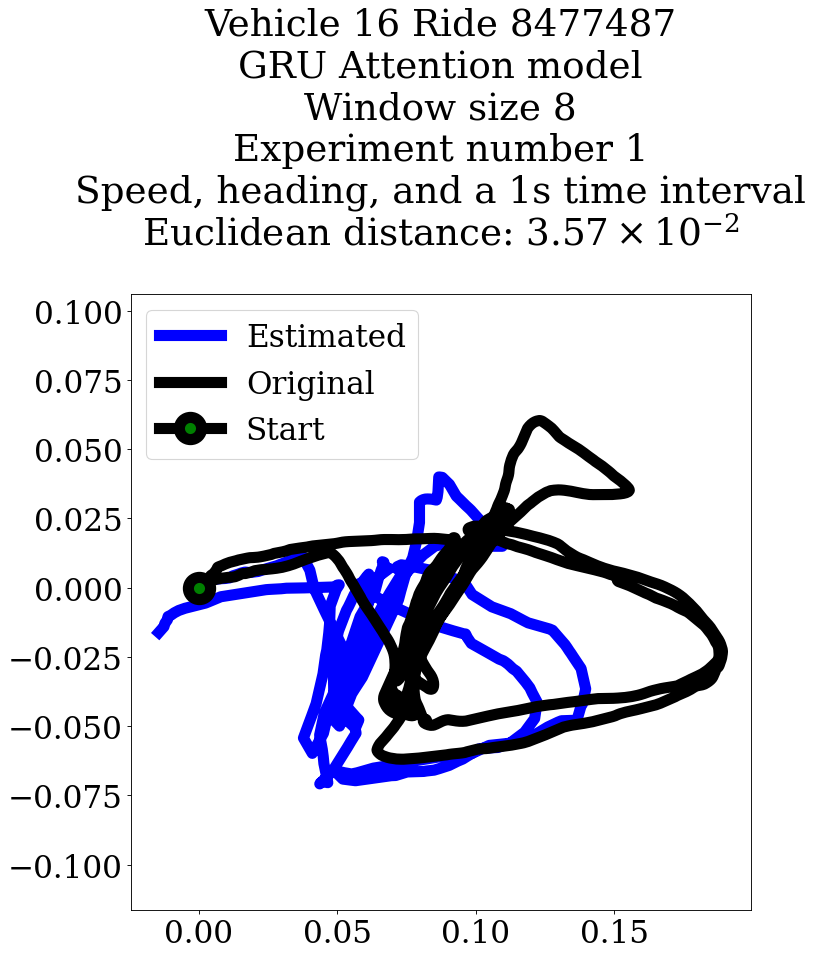 Vehicle 16 Ride 8477487
GRU Attention model
Window size 8
Experiment number 1
Speed, heading, and a 1s time interval
Euclidean distance: 3.57 × 10⁻²
Estimated
Original
Start
0.100
0.075
0.050
0.025
0.000
−0.025
−0.050
−0.075
−0.100
0.00 0.05 0.10 0.15